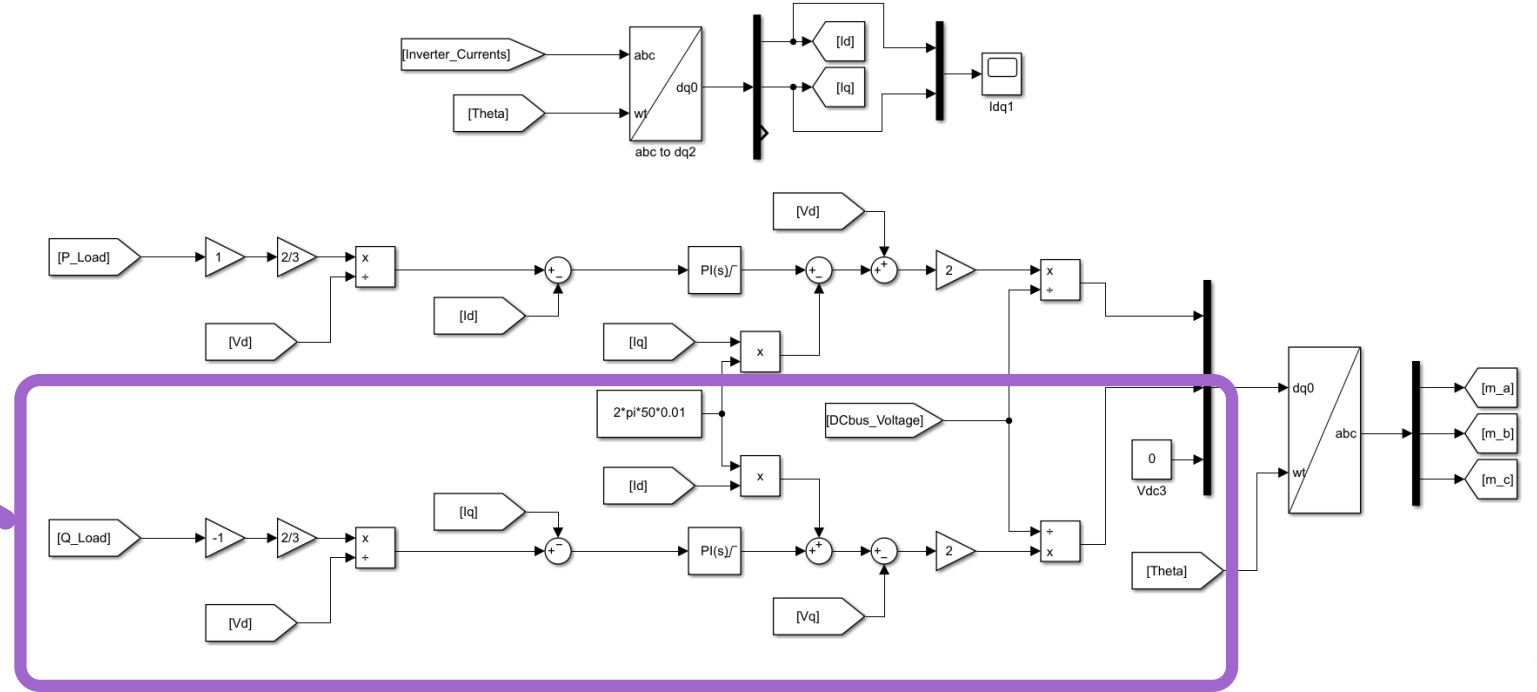 [Inverter_Currents]
abc
[Theta]
wt
dq0
abc to dq2
[Id]
[Iq]
Idq1
[Vd]
[P_Load]
1
2/3
x
÷
[Vd]
+
_
[Id]
PI(s)
+
_
[Iq]
x
+
+
2
x
÷
2*pi*50*0.01
[DCbus_Voltage]
[Id]
x
0
Vdc3
[Q_Load]
-1
2/3
x
÷
[Vd]
[Iq]
+
−
PI(s)
+
+
+
_
[Vq]
2
÷
x
[Theta]
dq0
wt
abc
[m_a]
[m_b]
[m_c]